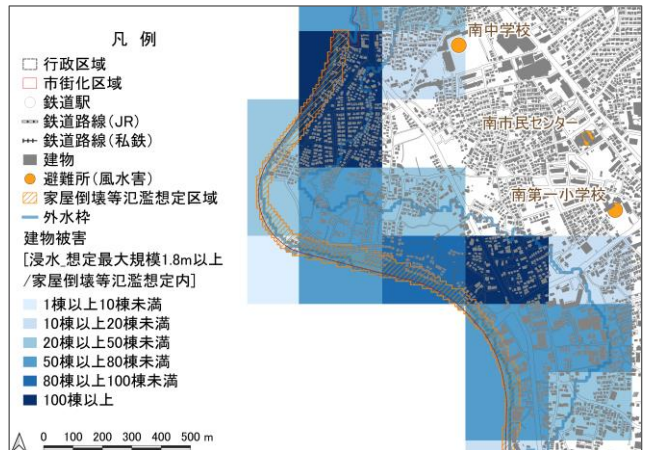 凡 例
行政区域
市街化区域
鉄道駅
鉄道路線(JR)
鉄道路線(私鉄)
建物
避難所(風水害)
家屋倒壊等氾濫想定区域
外水枠
建物被害
[浸水_想定最大規模1.8m以上
/家屋倒壊等氾濫想定内]
1棟以上10棟未満
10棟以上20棟未満
20棟以上50棟未満
50棟以上80棟未満
80棟以上100棟未満
100棟以上
0 100 200 300 400 500 m
南中学校
南市民センター
南第一小学校